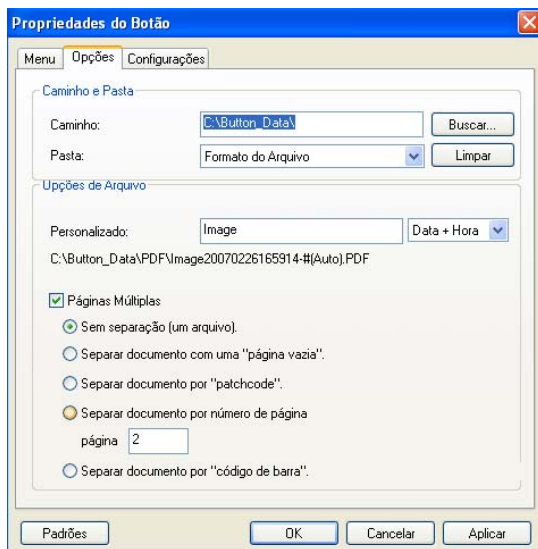 Propriedades do Botão
Menu Opções Configurações
Caminho e Pasta
Caminho: C:\Button_Data\ Buscar...
Pasta: Formato do Arquivo Limpar
Opções de Arquivo
Personalizado: Image Data + Hora
C:\Button_Data\PDF\Image20070226165914-#(Auto).PDF
Páginas Múltiplas
Sem separação (um arquivo).
Separar documento com uma "página vazia".
Separar documento por "patchcode".
Separar documento por número de página
página 2
Separar documento por "código de barra".
Padrões OK Cancelar Aplicar